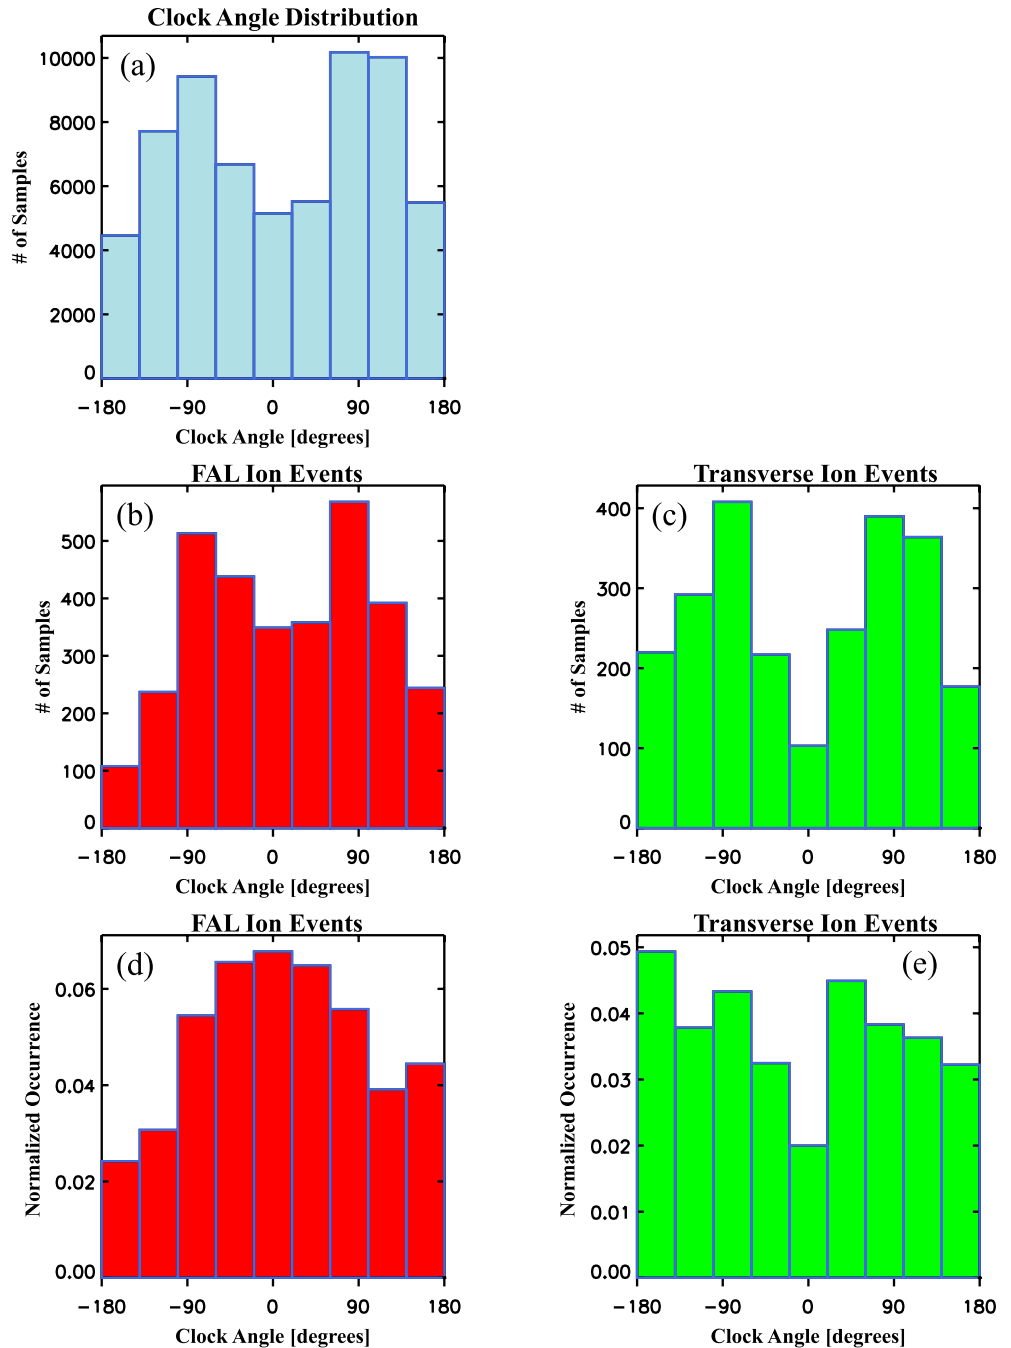 Clock Angle Distribution
(a)
10000
8000
6000
4000
2000
0
# of Samples
−180 −90 0 90 180
Clock Angle [degrees]
FAL Ion Events
(b)
500
400
300
200
100
0
# of Samples
−180 −90 0 90 180
Clock Angle [degrees]
Transverse Ion Events
(c)
400
300
200
100
0
# of Samples
−180 −90 0 90 180
Clock Angle [degrees]
FAL Ion Events
(d)
0.06
0.04
0.02
0.00
Normalized Occurrence
−180 −90 0 90 180
Clock Angle [degrees]
Transverse Ion Events
(e)
0.05
0.04
0.03
0.02
0.01
0.00
Normalized Occurrence
−180 −90 0 90 180
Clock Angle [degrees]